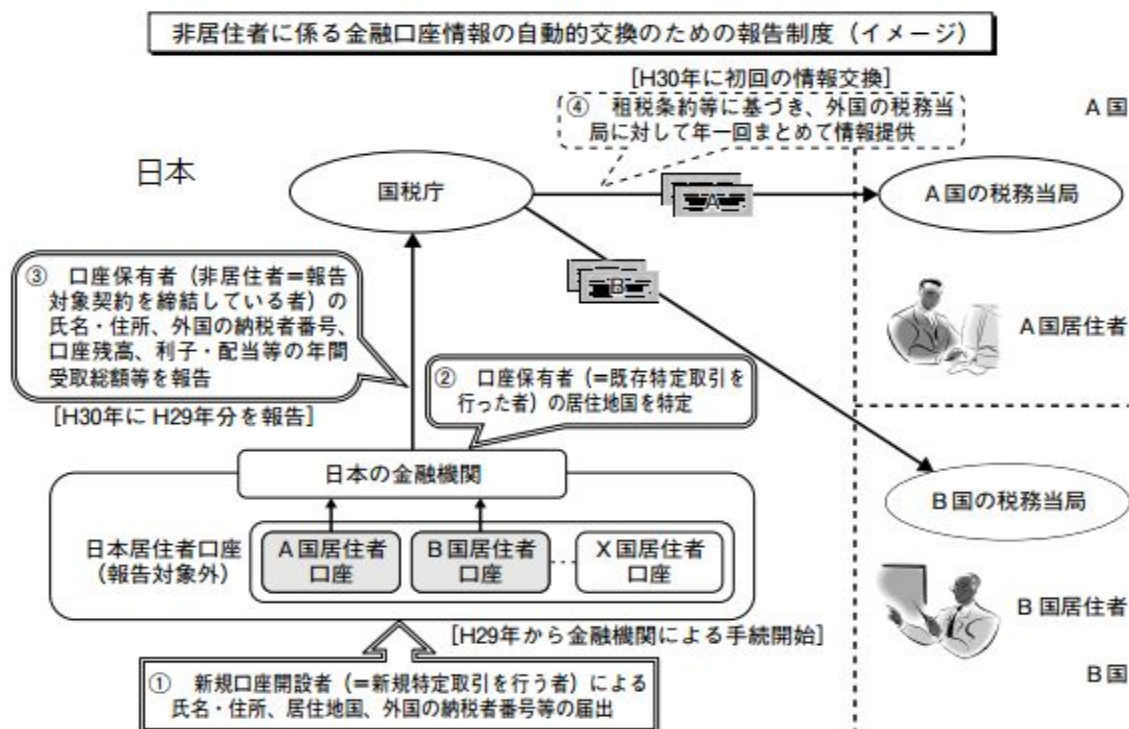 非居住者に係る金融口座情報の自動的交換のための報告制度（イメージ）
[H30年に初回の情報交換]
④ 租税条約等に基づき、外国の税務当
局に対して年一回まとめて情報提供
A国
日本
国税庁
A
A国の税務当局
B
③ 口座保有者（非居住者＝報告
対象契約を締結している者）の
氏名・住所、外国の納税者番号、
口座残高、利子・配当等の年間
受取総額等を報告
[H30年に H29年分を報告]
A国居住者
② 口座保有者（＝既存特定取引を
行った者）の居住地国を特定
日本の金融機関
B国の税務当局
日本居住者口座
（報告対象外）
A国居住者
口座
B国居住者
口座
X国居住者
口座
B国居住者
[H29年から金融機関による手続開始]
① 新規口座開設者（＝新規特定取引を行う者）による
氏名・住所、居住地国、外国の納税者番号等の届出
B国